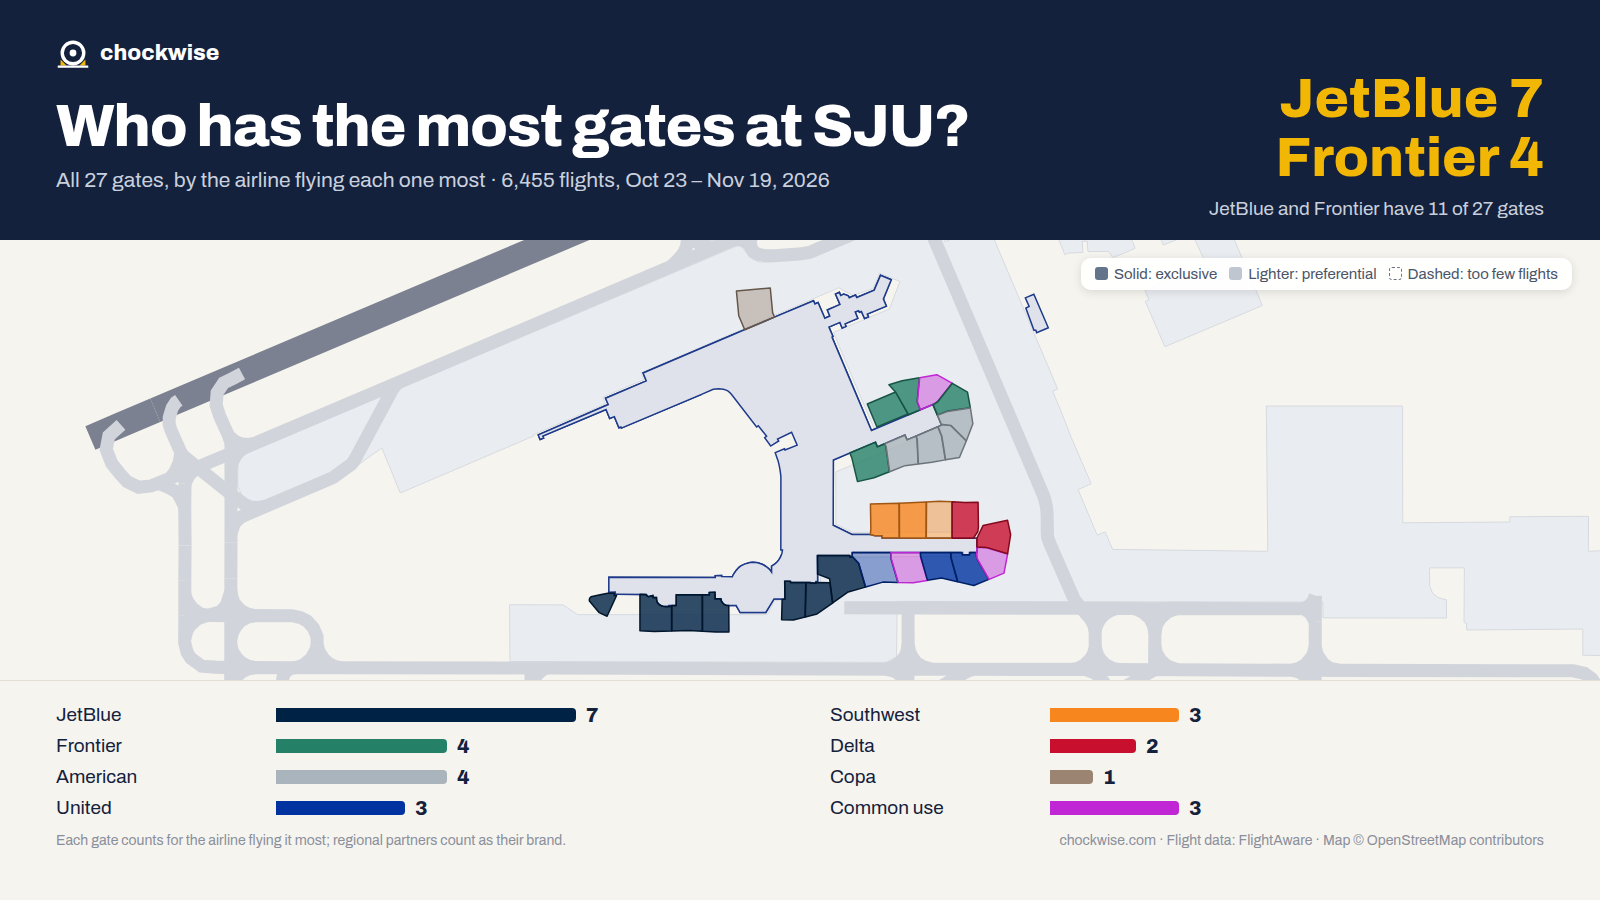 chockwise
Who has the most gates at SJU?
All 27 gates, by the airline flying each one most · 6,455 flights, Oct 23 – Nov 19, 2026
JetBlue 7
Frontier 4
JetBlue and Frontier have 11 of 27 gates
Solid: exclusive Lighter: preferential Dashed: too few flights
JetBlue 7
Frontier 4
American 4
United 3
Southwest 3
Delta 2
Copa 1
Common use 3
Each gate counts for the airline flying it most; regional partners count as their brand.
chockwise.com · Flight data: FlightAware · Map © OpenStreetMap contributors